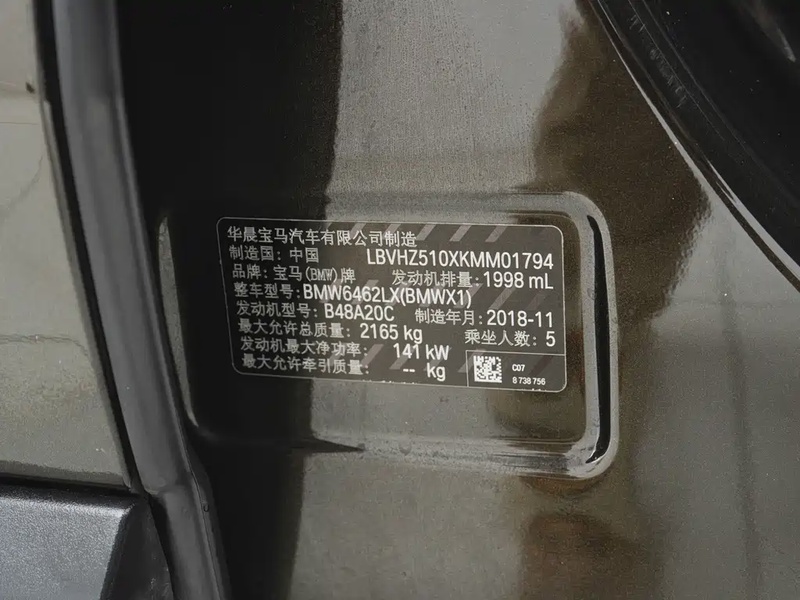 华晨宝马汽车有限公司制造
制造国: 中国 LBVHZ510XKMM01794
品牌: 宝马(BMW)牌 发动机排量: 1998 mL
整车型号: BMW6462LX(BMWX1)
发动机型号: B48A20C 制造年月: 2018-11
最大允许总质量: 2165 kg 乘坐人数: 5
发动机最大净功率: 141 kW
最大允许牵引质量: -- kg
C07
8 738 756